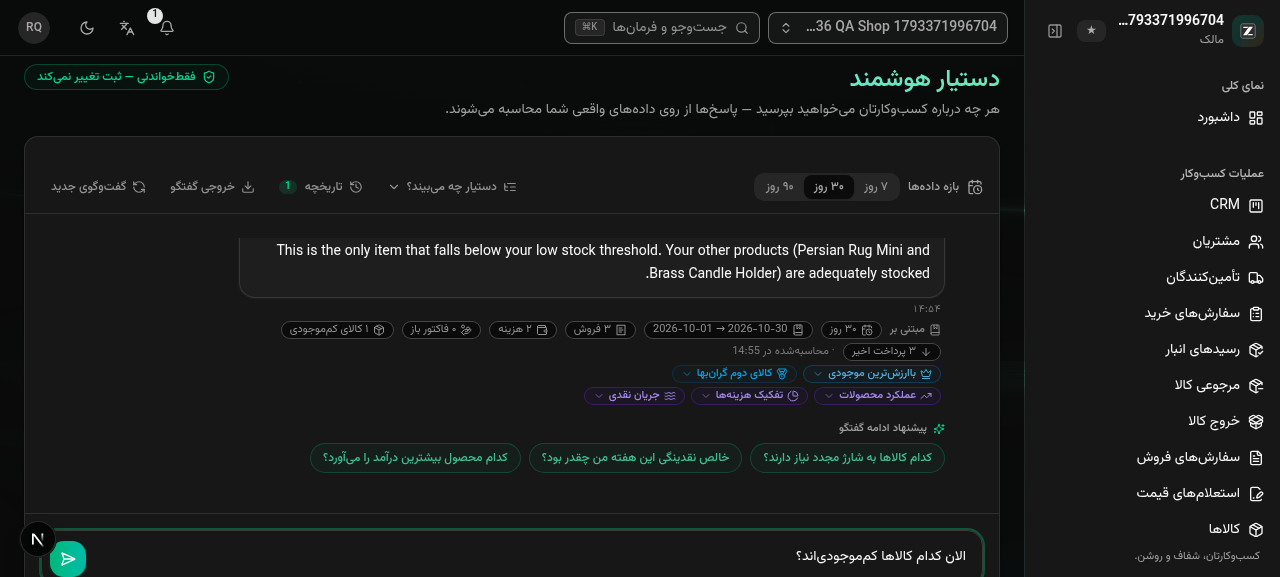 793371996704…
مالک
نمای کلی
داشبورد
عملیات کسب‌وکار
CRM
مشتریان
تأمین‌کنندگان
سفارش‌های خرید
رسیدهای انبار
مرجوعی کالا
خروج کالا
سفارش‌های فروش
استعلام‌های قیمت
کالاها
کسب‌وکارتان، شفاف و روشن.
…36 QA Shop 1793371996704
جست‌وجو و فرمان‌ها
⌘K
1
RQ
دستیار هوشمند
فقط‌خواندنی — ثبت تغییر نمی‌کند
هر چه درباره کسب‌وکارتان می‌خواهید بپرسید — پاسخ‌ها از روی داده‌های واقعی شما محاسبه می‌شوند.
بازه داده‌ها ۷ روز ۳۰ روز ۹۰ روز
دستیار چه می‌بیند؟ تاریخچه 1 خروجی گفتگو گفت‌وگوی جدید
This is the only item that falls below your low stock threshold. Your other products (Persian Rug Mini and
Brass Candle Holder) are adequately stocked.
۱۴:۵۴
مبتنی بر ۳۰ روز 2026-10-01 → 2026-10-30 ۳ فروش ۲ هزینه ۰ فاکتور باز ۱ کالای کم‌موجودی
۳ پرداخت اخیر · محاسبه‌شده در 14:55
باارزش‌ترین موجودی کالای دوم گران‌بها
عملکرد محصولات تفکیک هزینه‌ها جریان نقدی
پیشنهاد ادامه گفتگو
کدام کالاها به شارژ مجدد نیاز دارند؟ خالص نقدینگی این هفته من چقدر بود؟ کدام محصول بیشترین درآمد را می‌آورد؟
الان کدام کالاها کم‌موجودی‌اند؟
N